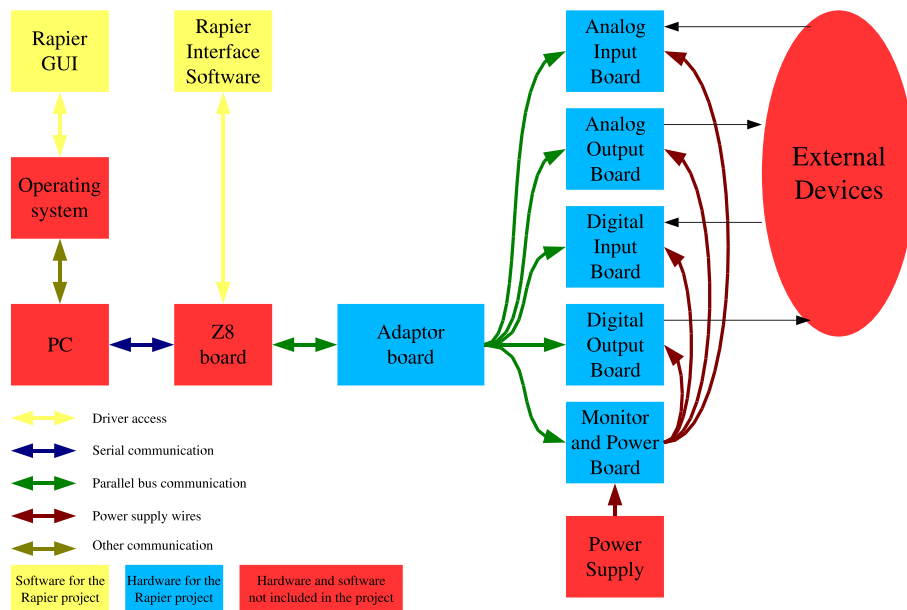 Rapier
GUI
Rapier
Interface
Software
Analog
Input
Board
Analog
Output
Board
External
Devices
Operating
system
Digital
Input
Board
PC
Z8
board
Adaptor
board
Digital
Output
Board
Monitor
and Power
Board
Power
Supply
Driver access
Serial communication
Parallel bus communication
Power supply wires
Other communication
Software for the
Rapier project
Hardware for the
Rapier project
Hardware and software
not included in the project